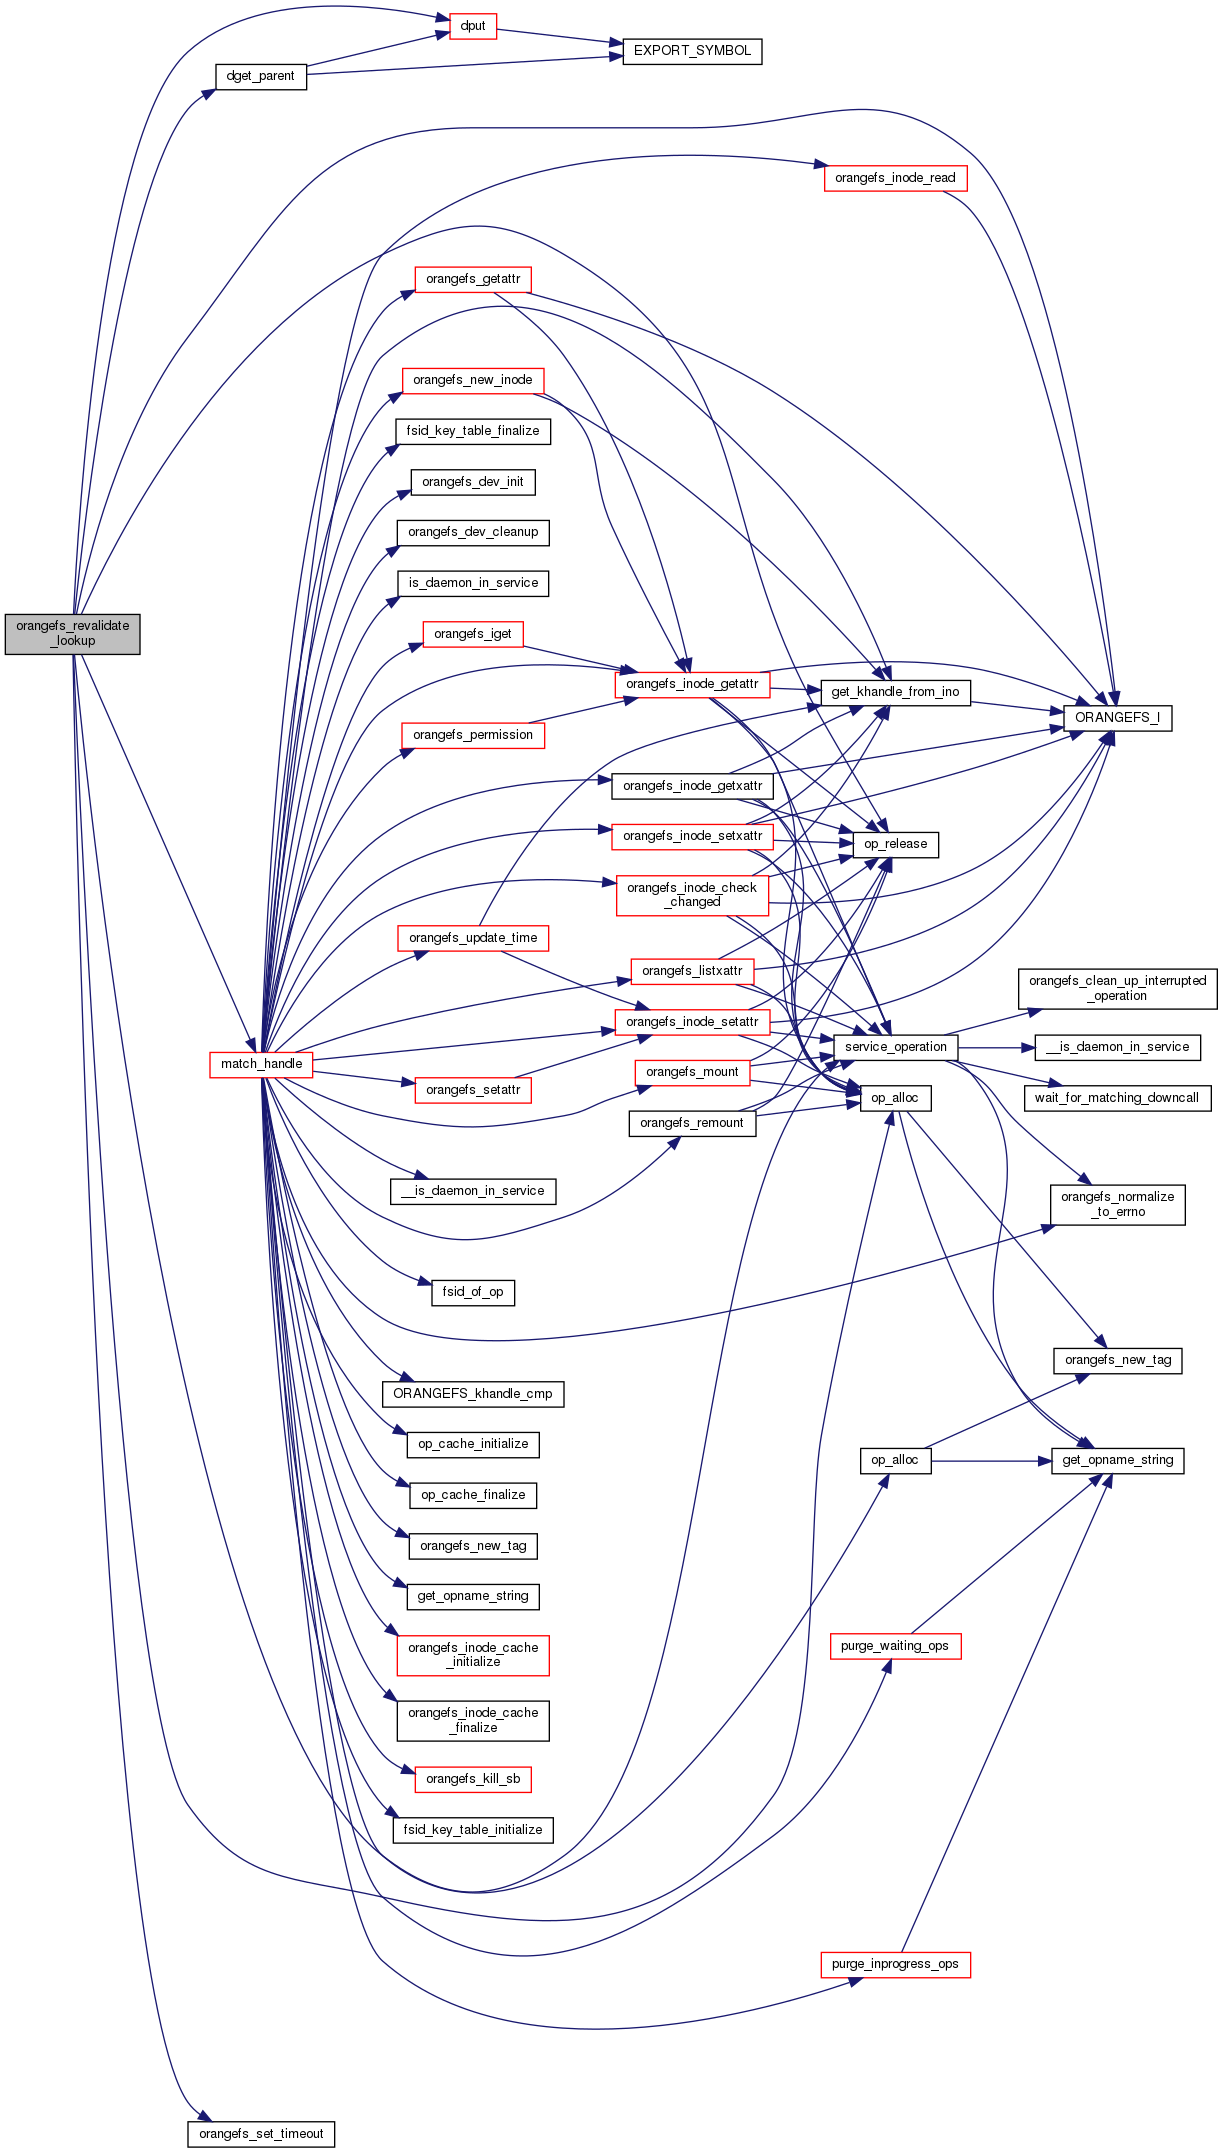 dput
EXPORT_SYMBOL
dget_parent
orangefs_inode_read
orangefs_getattr
orangefs_new_inode
fsid_key_table_finalize
orangefs_dev_init
orangefs_dev_cleanup
is_daemon_in_service
orangefs_revalidate
_lookup
orangefs_iget
orangefs_inode_getattr
get_khandle_from_ino
ORANGEFS_I
orangefs_permission
orangefs_inode_getxattr
orangefs_inode_setxattr
op_release
orangefs_inode_check
_changed
orangefs_update_time
orangefs_listxattr
orangefs_clean_up_interrupted
_operation
orangefs_inode_setattr
service_operation
__is_daemon_in_service
match_handle
orangefs_mount
orangefs_setattr
op_alloc
wait_for_matching_downcall
orangefs_remount
__is_daemon_in_service
orangefs_normalize
_to_errno
fsid_of_op
orangefs_new_tag
ORANGEFS_khandle_cmp
op_cache_initialize
op_alloc
get_opname_string
op_cache_finalize
orangefs_new_tag
get_opname_string
orangefs_inode_cache
_initialize
purge_waiting_ops
orangefs_inode_cache
_finalize
orangefs_kill_sb
fsid_key_table_initialize
purge_inprogress_ops
orangefs_set_timeout